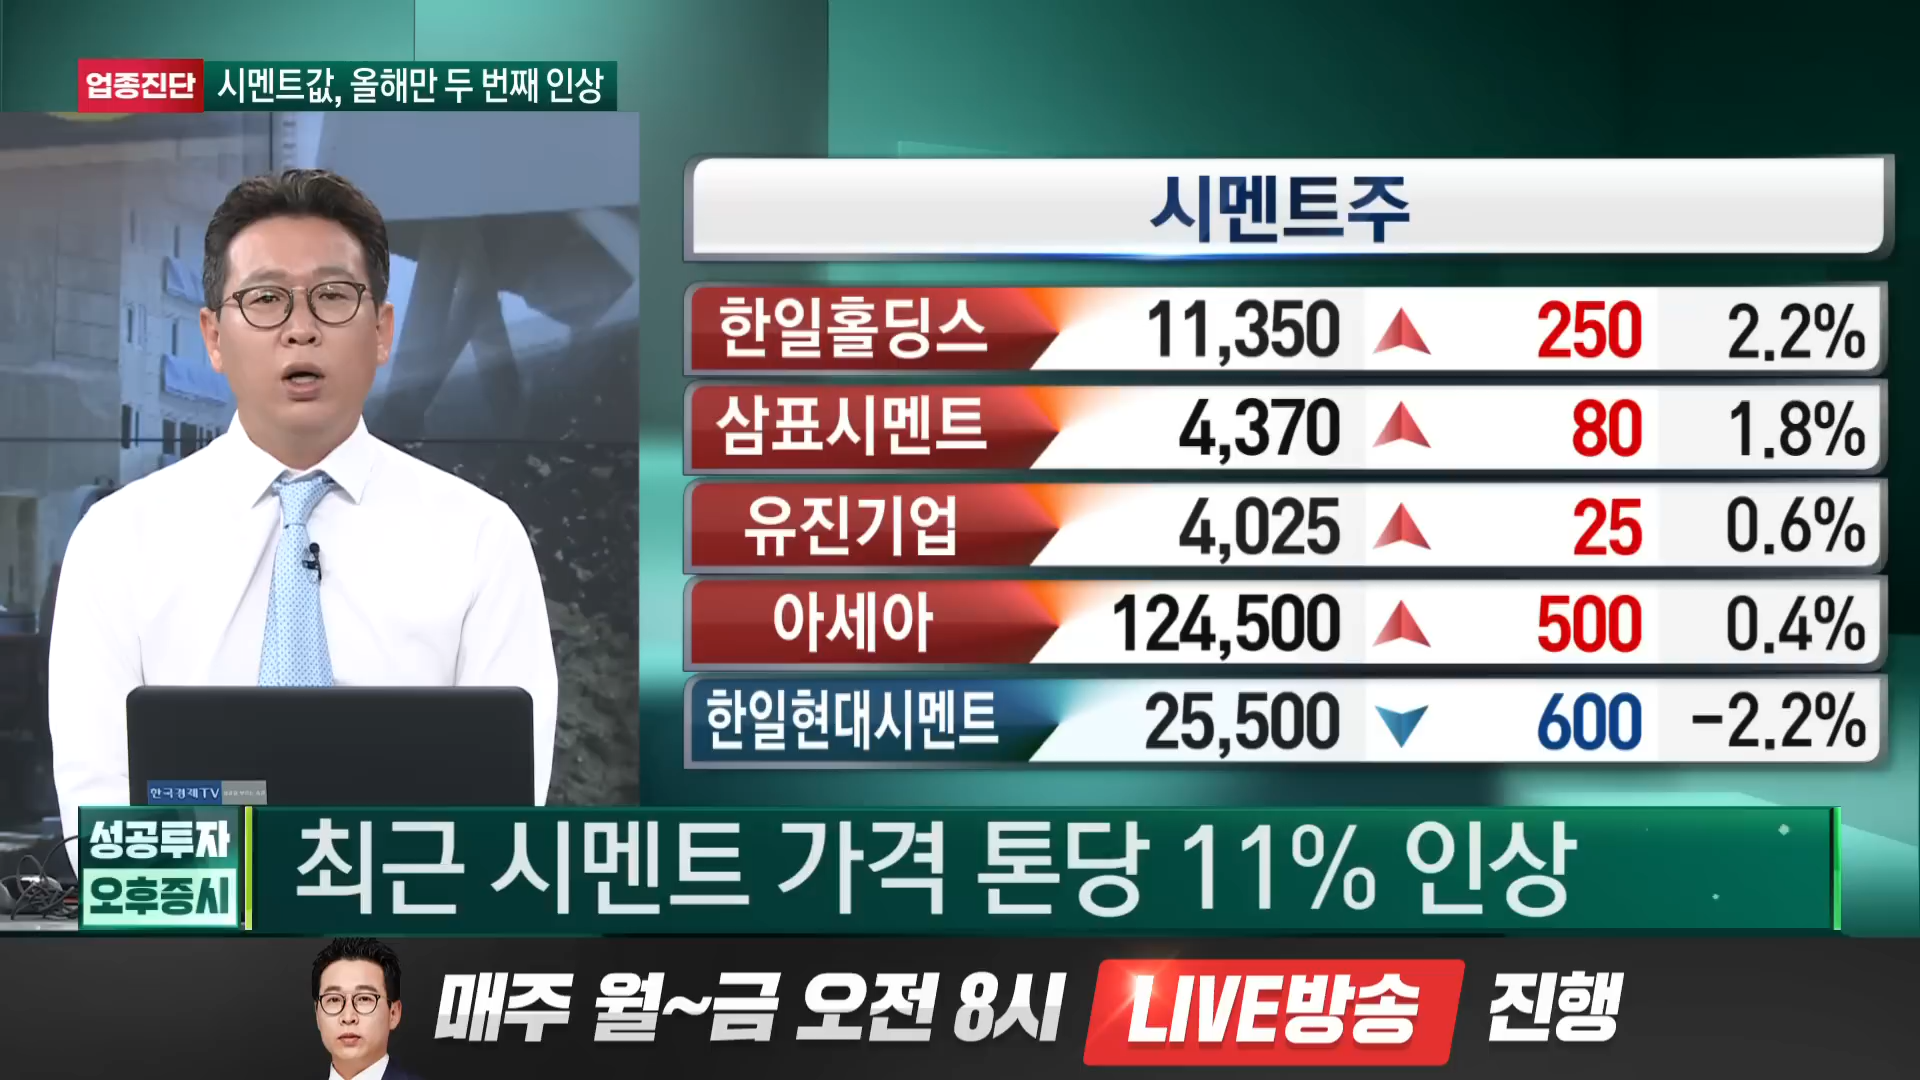 업종진단 시멘트값, 올해만 두 번째 인상
시멘트주
한일홀딩스 11,350 ▲ 250 2.2%
삼표시멘트 4,370 ▲ 80 1.8%
유진기업 4,025 ▲ 25 0.6%
아세아 124,500 ▲ 500 0.4%
한일현대시멘트 25,500 ▼ 600 -2.2%
한국경제TV
성공투자
오후증시
최근 시멘트 가격 톤당 11% 인상
매주 월~금 오전 8시 LIVE방송 진행